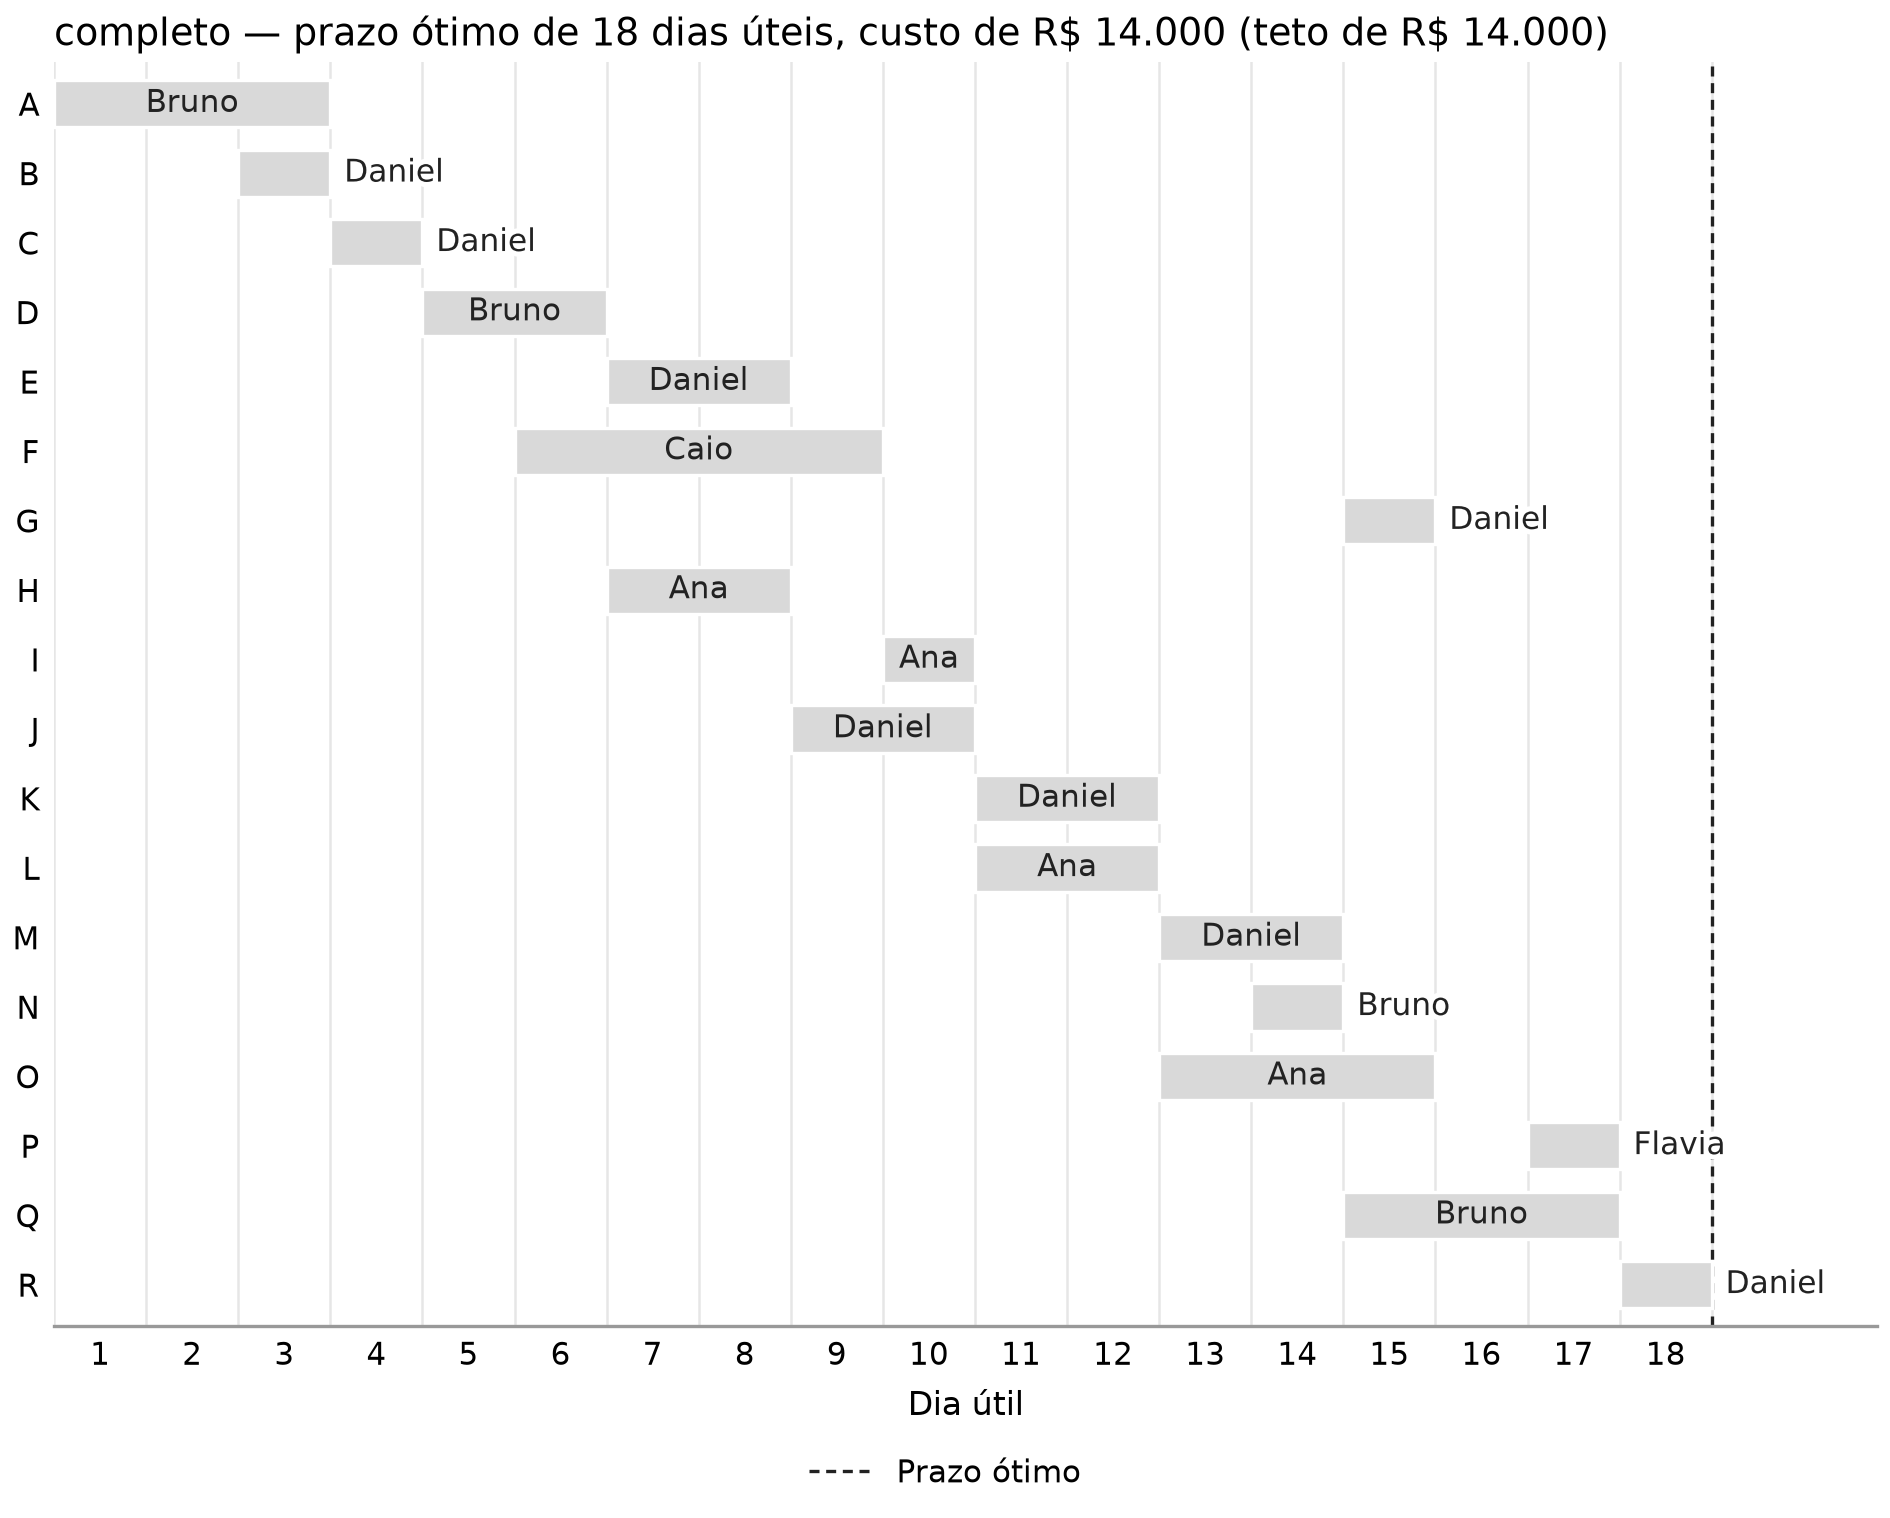 completo — prazo ótimo de 18 dias úteis, custo de R$ 14.000 (teto de R$ 14.000)
A Bruno
B Daniel
C Daniel
D Bruno
E Daniel
F Caio
G Daniel
H Ana
I Ana
J Daniel
K Daniel
L Ana
M Daniel
N Bruno
O Ana
P Flavia
Q Bruno
R Daniel
1 2 3 4 5 6 7 8 9 10 11 12 13 14 15 16 17 18
Dia útil
Prazo ótimo